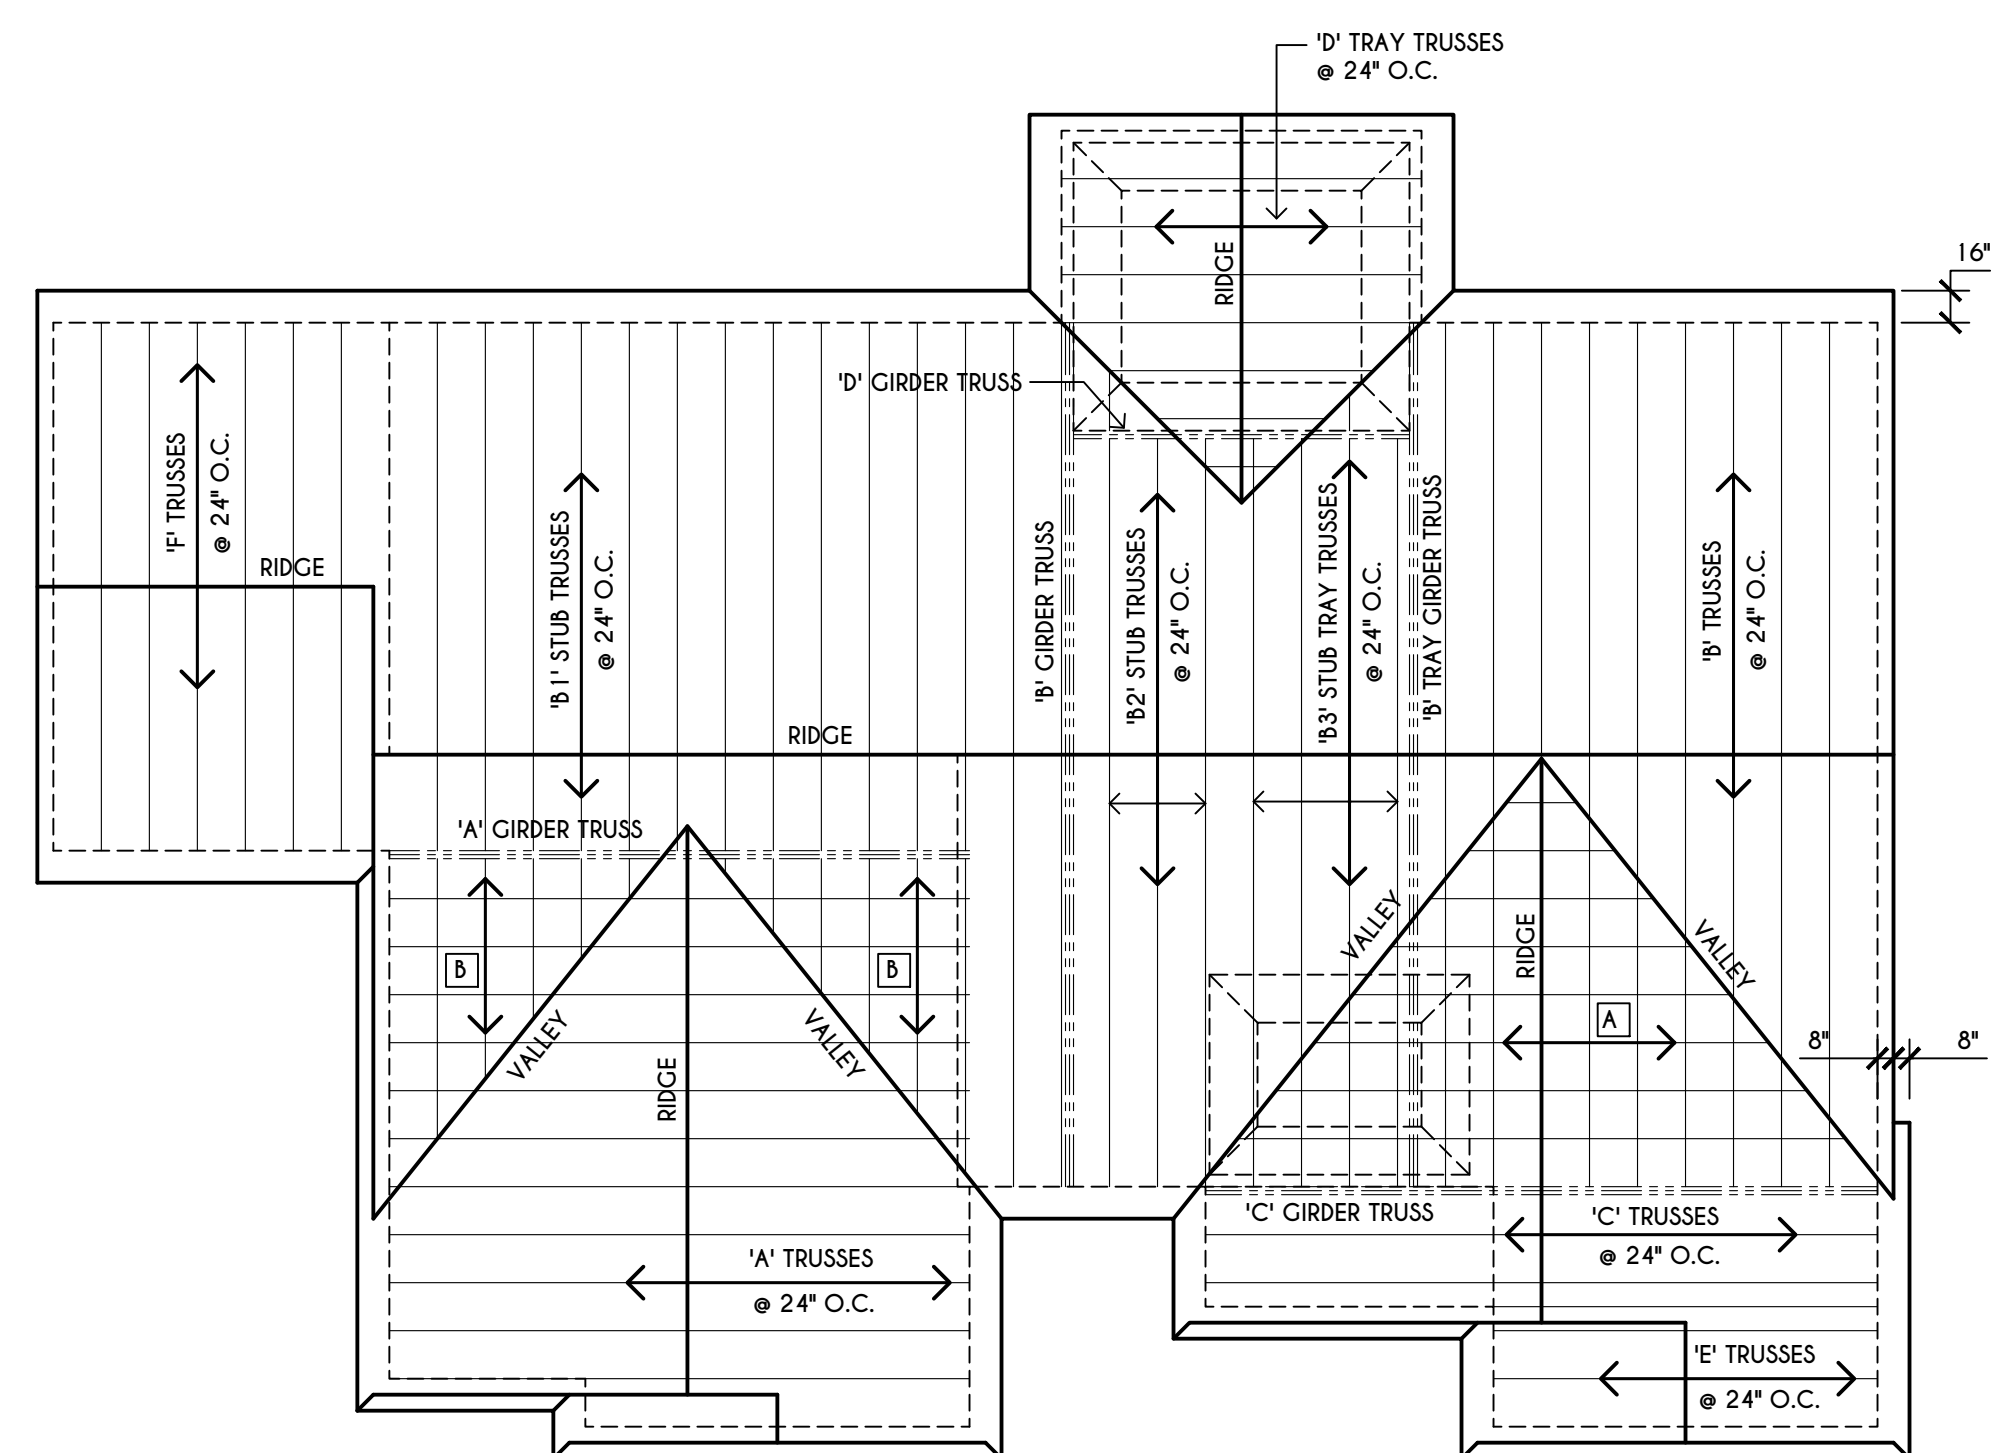 'D' TRAY TRUSSES
@ 24" O.C.
16"
RIDGE
'D' GIRDER TRUSS
'F' TRUSSES
@ 24" O.C.
RIDGE
'B1' STUB TRUSSES
@ 24" O.C.
'B' GIRDER TRUSS
'B2' STUB TRUSSES
@ 24" O.C.
'B3' STUB TRAY TRUSSES
@ 24" O.C.
'B' TRAY GIRDER TRUSS
'B' TRUSSES
@ 24" O.C.
RIDGE
'A' GIRDER TRUSS
B
B
VALLEY
VALLEY
RIDGE
VALLEY
RIDGE
VALLEY
A
8"
8"
'C' GIRDER TRUSS
'C' TRUSSES
@ 24" O.C.
'A' TRUSSES
@ 24" O.C.
'E' TRUSSES
@ 24" O.C.